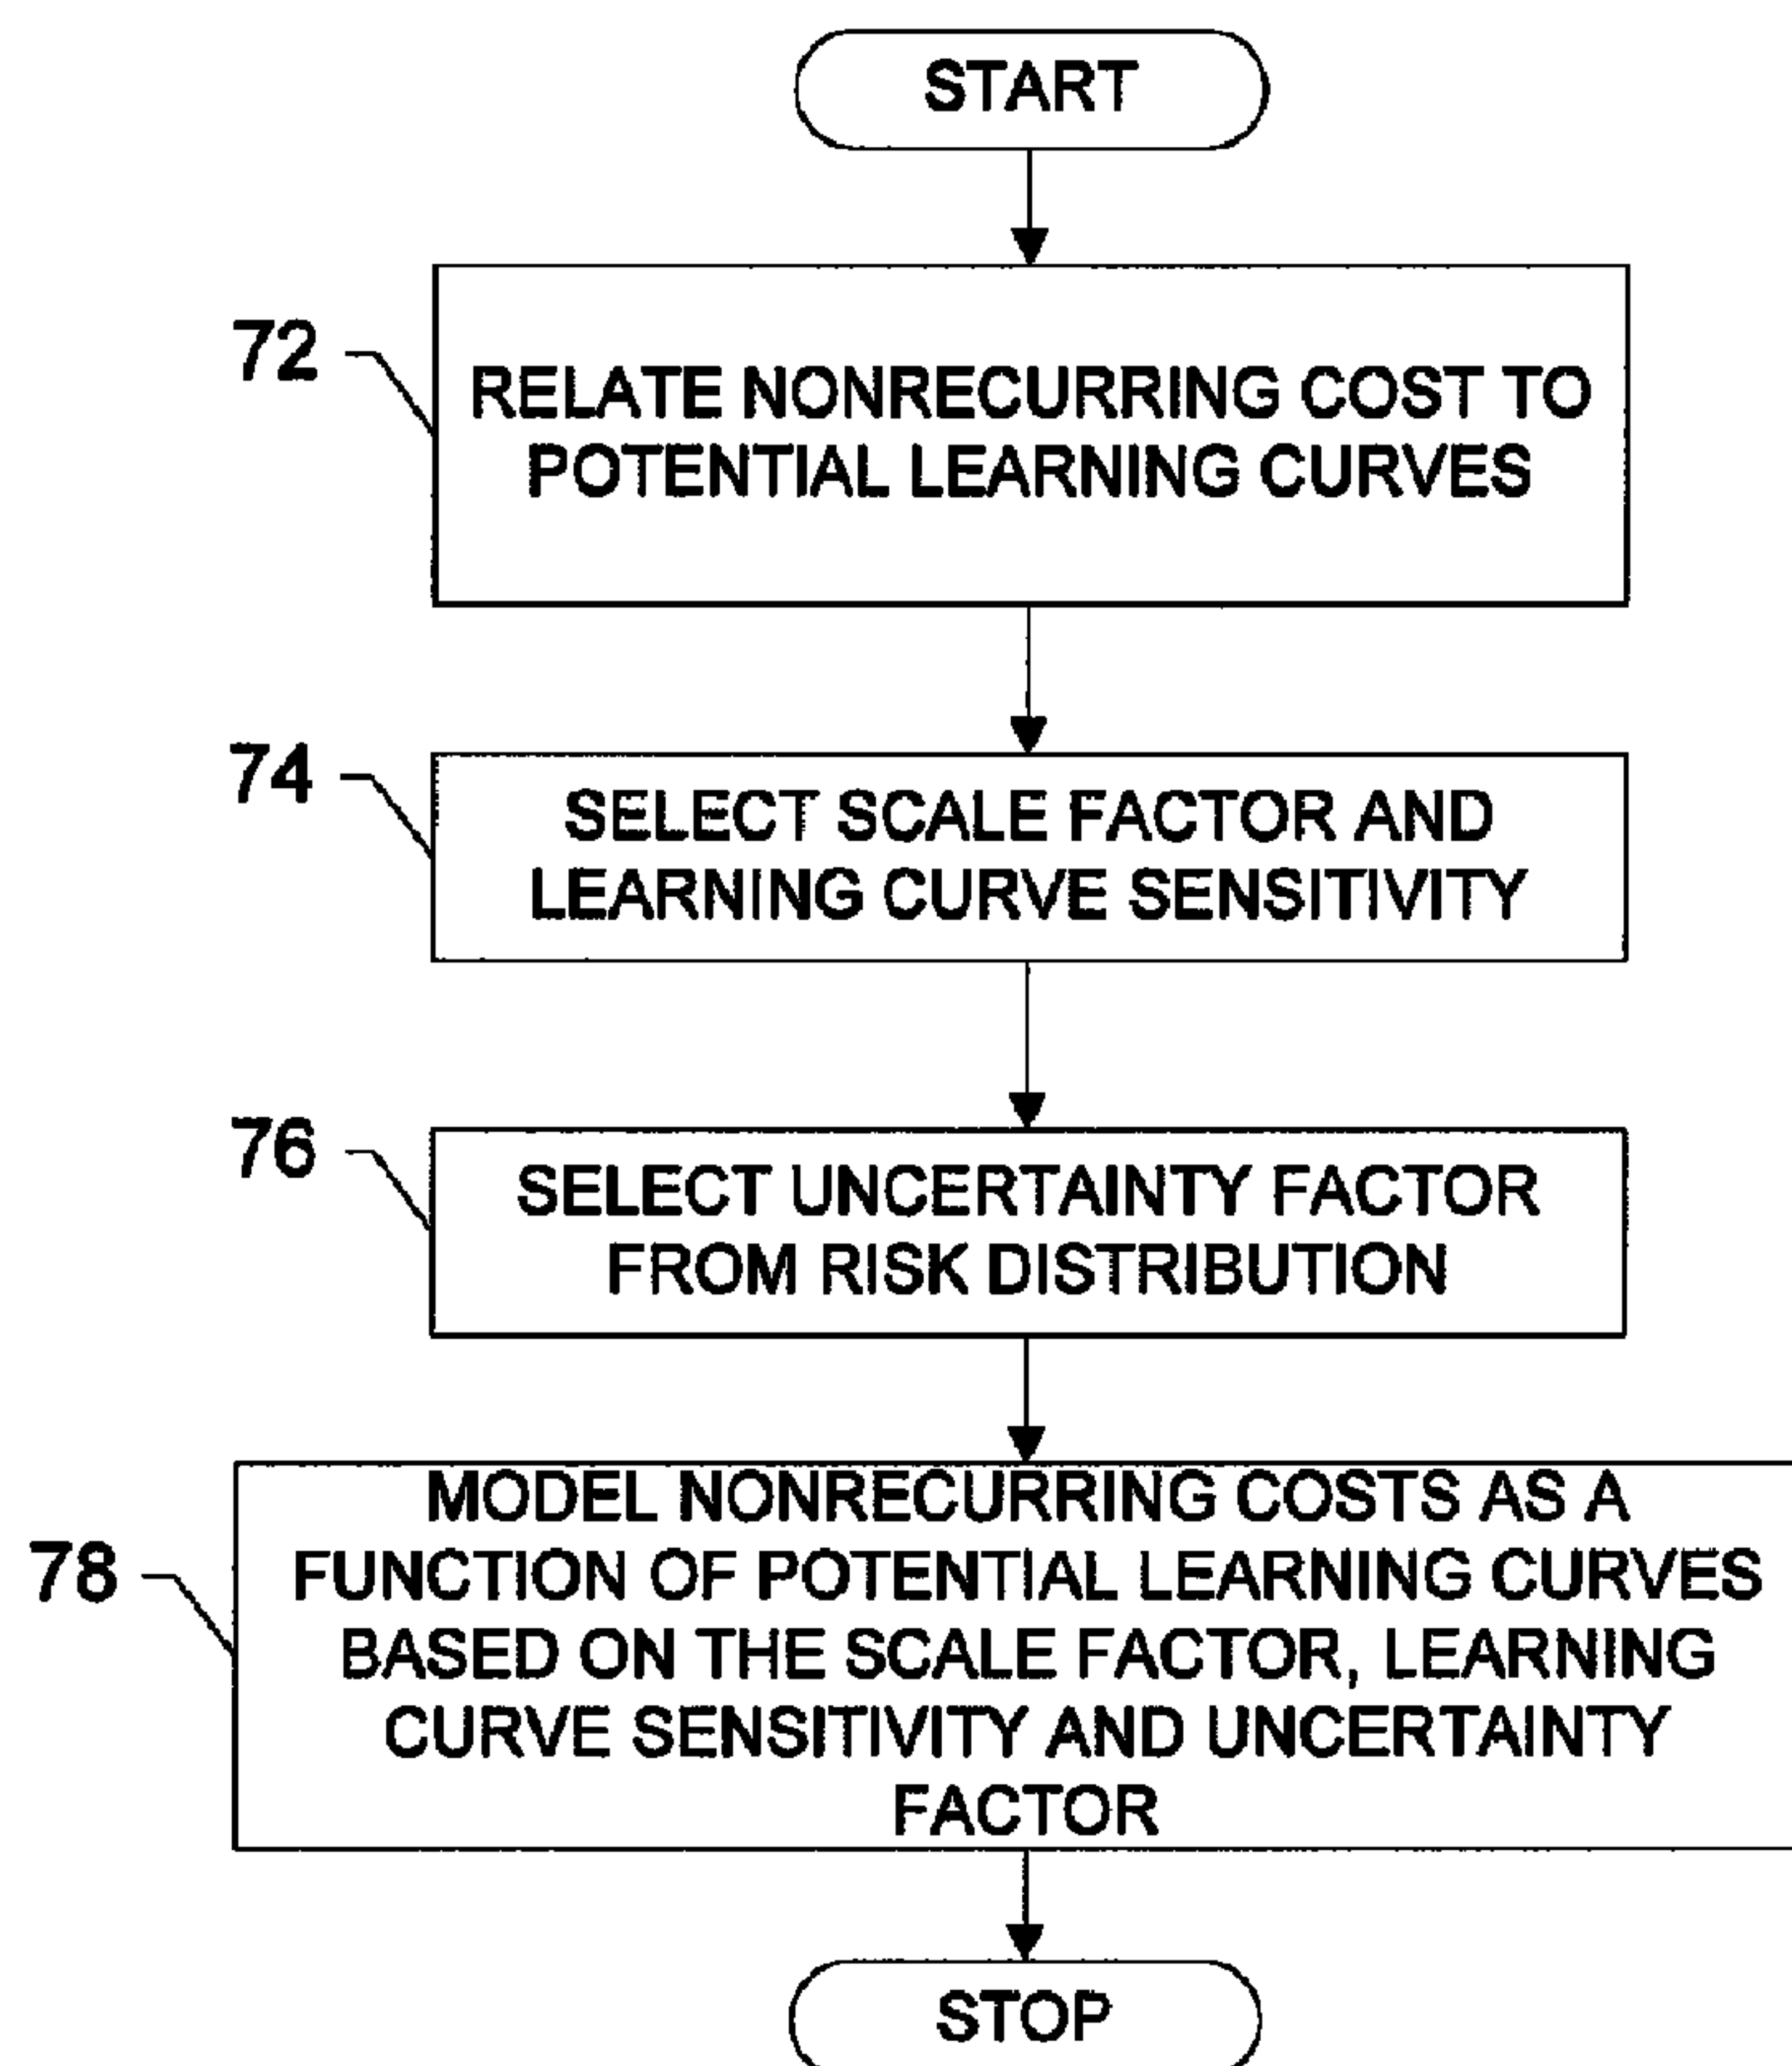 START
72
RELATE NONRECURRING COST TO
POTENTIAL LEARNING CURVES
74
SELECT SCALE FACTOR AND
LEARNING CURVE SENSITIVITY
76
SELECT UNCERTAINTY FACTOR
FROM RISK DISTRIBUTION
78
MODEL NONRECURRING COSTS AS A
FUNCTION OF POTENTIAL LEARNING CURVES
BASED ON THE SCALE FACTOR, LEARNING
CURVE SENSITIVITY AND UNCERTAINTY
FACTOR
STOP